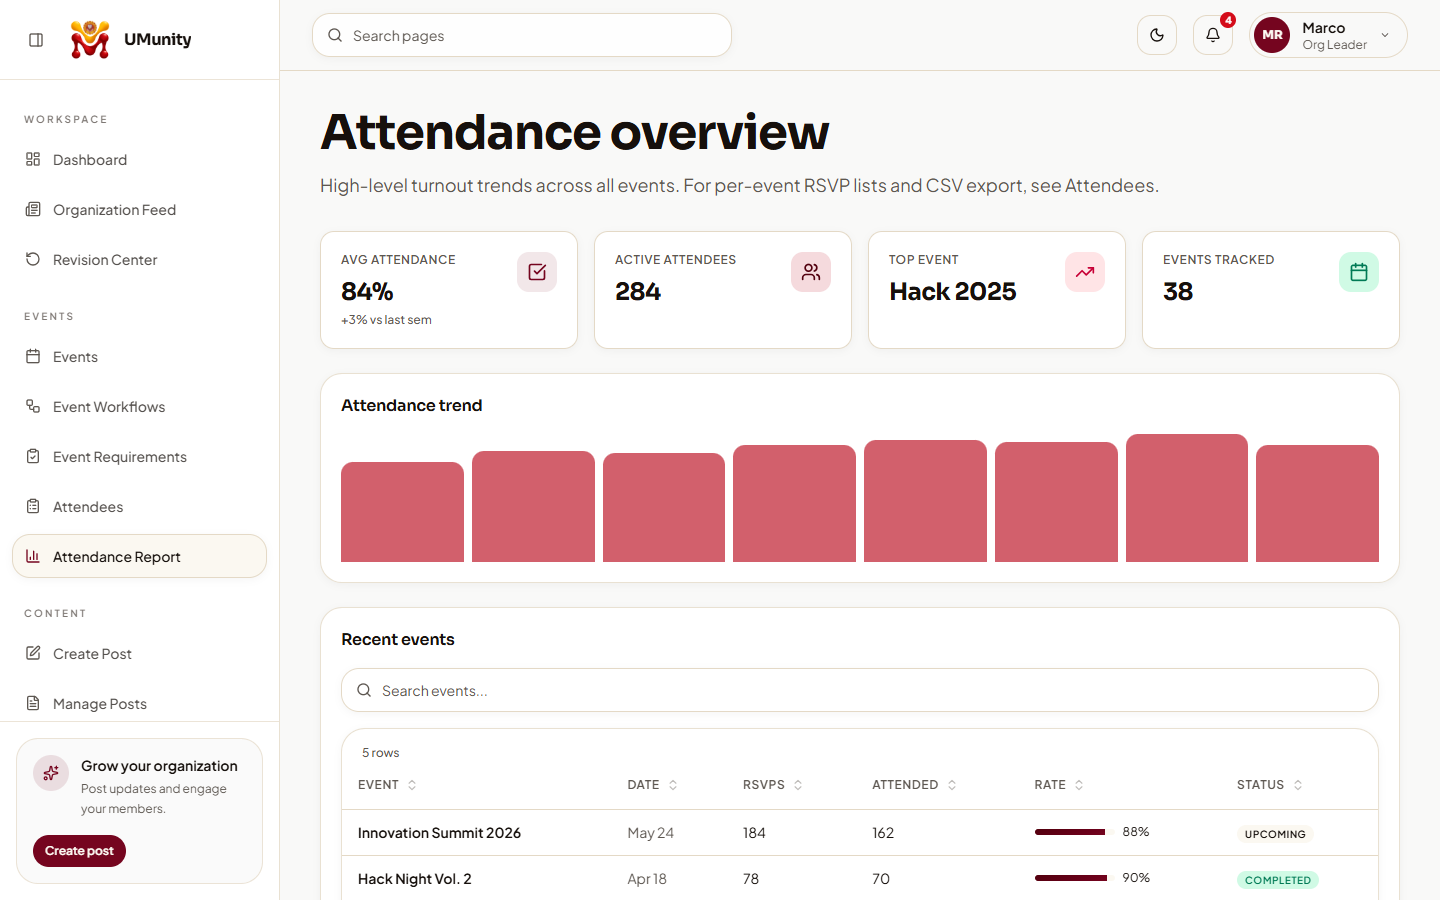 UMunity
Search pages
4
MR
Marco
Org Leader
WORKSPACE
Dashboard
Organization Feed
Revision Center
EVENTS
Events
Event Workflows
Event Requirements
Attendees
Attendance Report
CONTENT
Create Post
Manage Posts
Grow your organization
Post updates and engage
your members.
Create post
Attendance overview
High-level turnout trends across all events. For per-event RSVP lists and CSV export, see Attendees.
AVG ATTENDANCE
84%
+3% vs last sem
ACTIVE ATTENDEES
284
TOP EVENT
Hack 2025
EVENTS TRACKED
38
Attendance trend
Recent events
Search events...
5 rows
EVENT DATE RSVPS ATTENDED RATE STATUS
Innovation Summit 2026 May 24 184 162 88% UPCOMING
Hack Night Vol. 2 Apr 18 78 70 90% COMPLETED